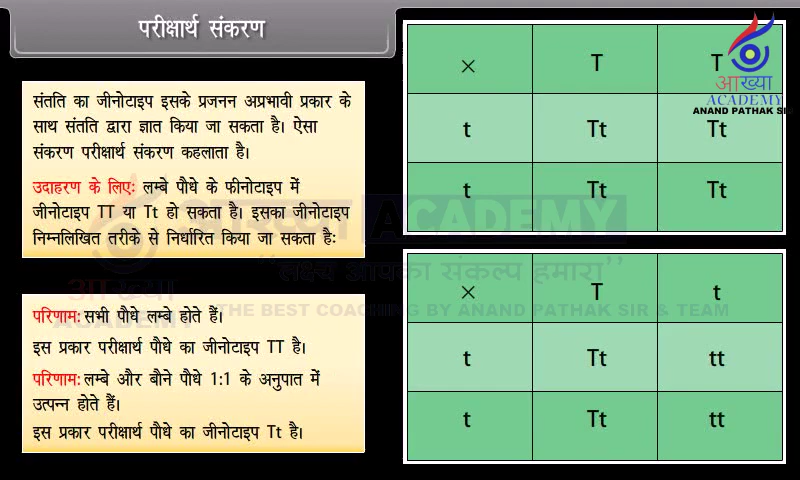 परीक्षार्थ संकरण
संतति का जीनोटाइप इसके प्रजनन अप्रभावी प्रकार के
साथ संतति द्वारा ज्ञात किया जा सकता है। ऐसा
संकरण परीक्षार्थ संकरण कहलाता है।
उदाहरण के लिए: लम्बे पौधे के फीनोटाइप में
जीनोटाइप TT या Tt हो सकता है। इसका जीनोटाइप
निम्नलिखित तरीके से निर्धारित किया जा सकता है:
परिणाम: सभी पौधे लम्बे होते हैं।
इस प्रकार परीक्षार्थ पौधे का जीनोटाइप TT है।
परिणाम: लम्बे और बौने पौधे 1:1 के अनुपात में
उत्पन्न होते हैं।
इस प्रकार परीक्षार्थ पौधे का जीनोटाइप Tt है।
× T T
t Tt Tt
t Tt Tt
× T t
t Tt tt
t Tt tt
आख्या
ACADEMY
ANAND PATHAK SIR
आख्या ACADEMY
‘‘लक्ष्य आपका संकल्प हमारा’’
THE BEST COACHING BY ANAND PATHAK SIR & TEAM
आख्या
ACADEMY